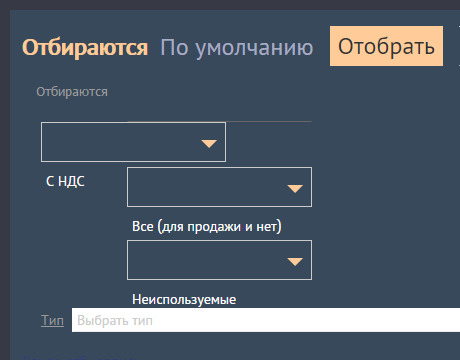 Отбираются По умолчанию Отобрать
Отбираются
С НДС
Все (для продажи и нет)
Неиспользуемые
Тип Выбрать тип